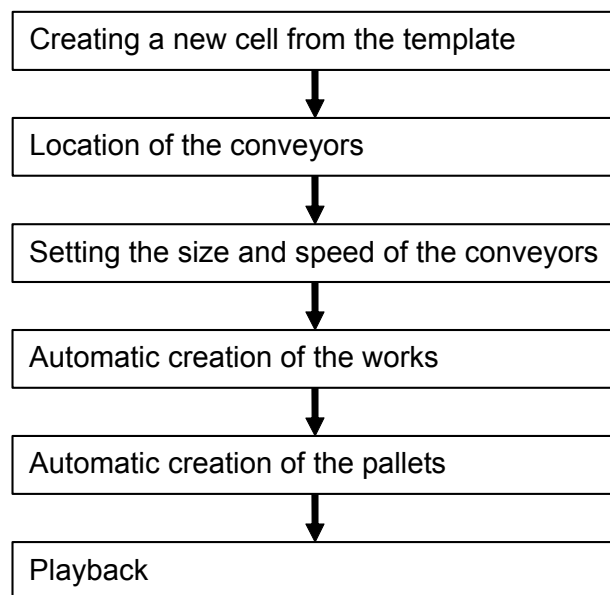 Creating a new cell from the template
Location of the conveyors
Setting the size and speed of the conveyors
Automatic creation of the works
Automatic creation of the pallets
Playback